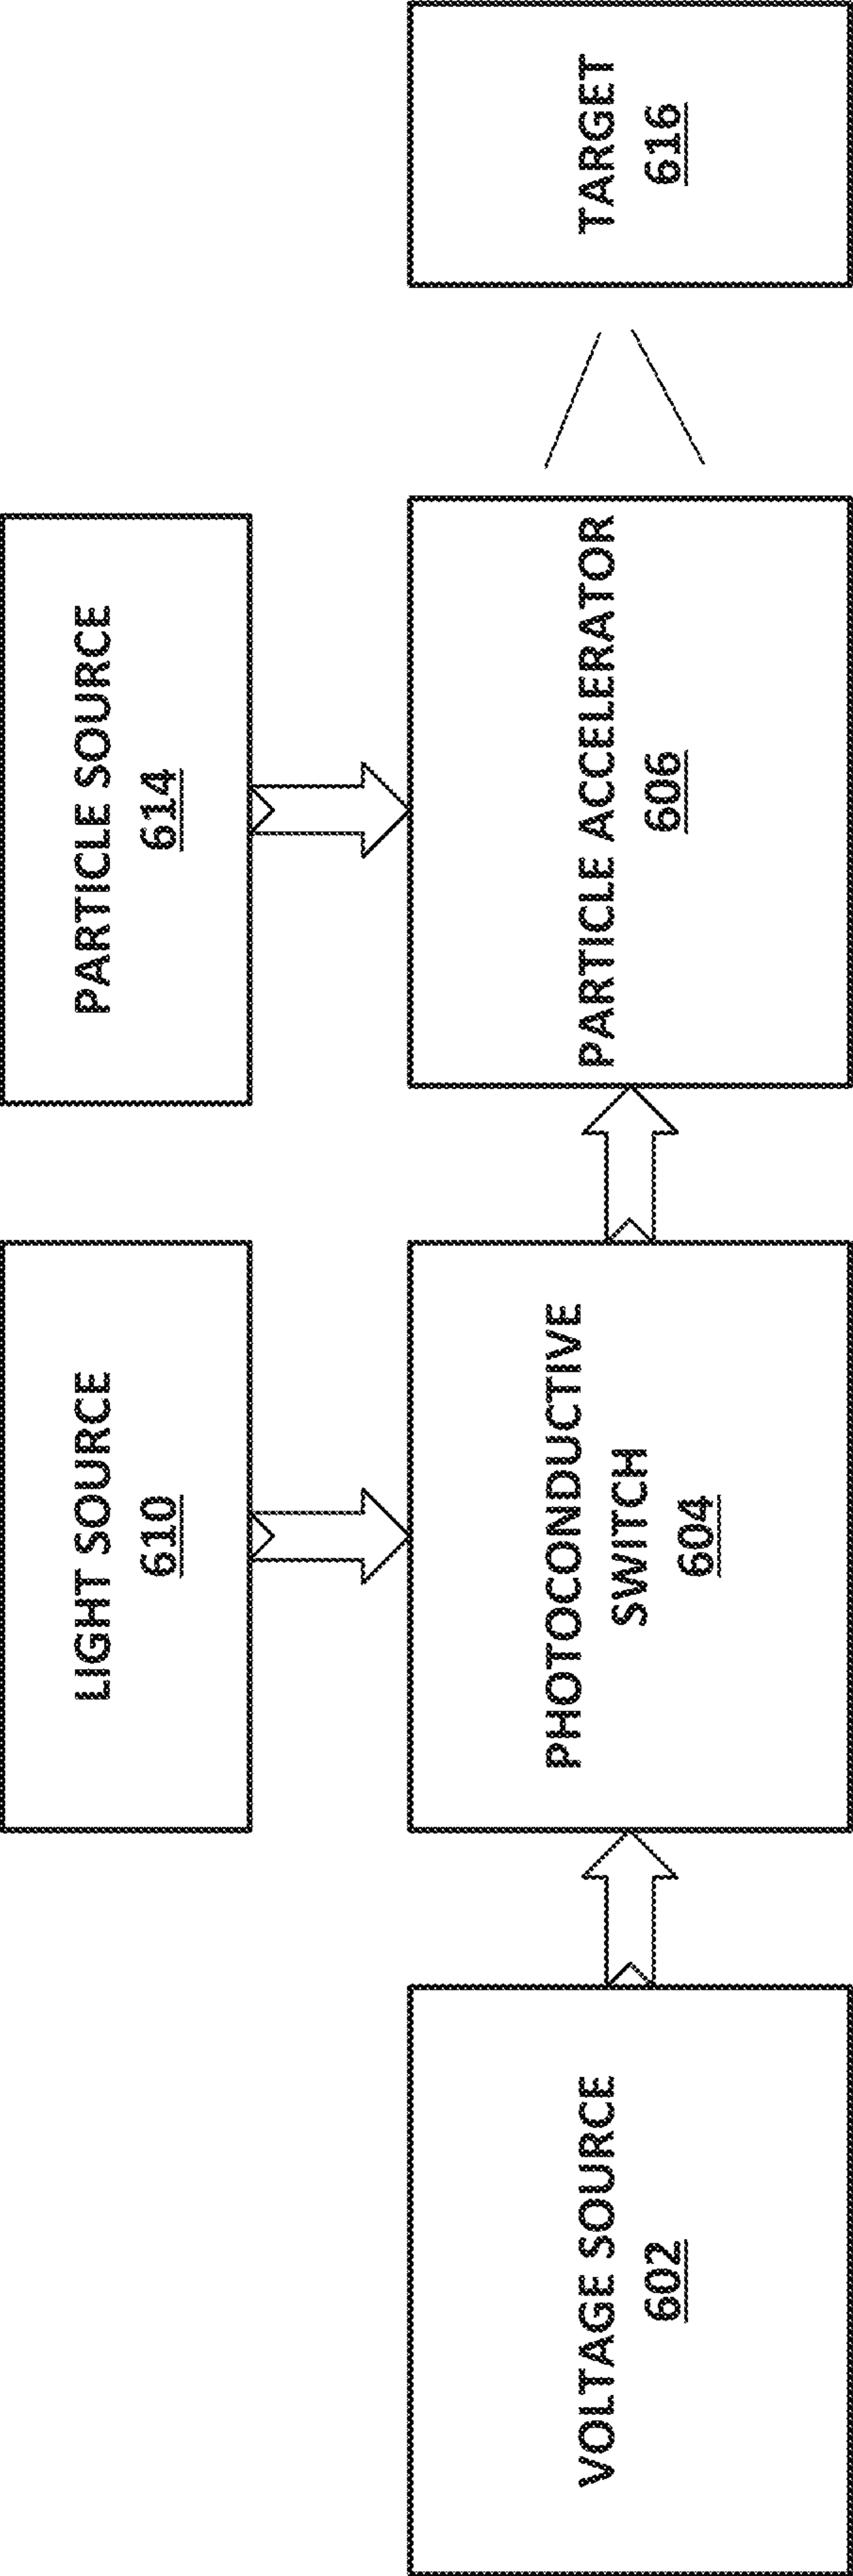 LIGHT SOURCE
610
PARTICLE SOURCE
614
VOLTAGE SOURCE
602
PHOTOCONDUCTIVE
SWITCH
604
PARTICLE ACCELERATOR
606
TARGET
616